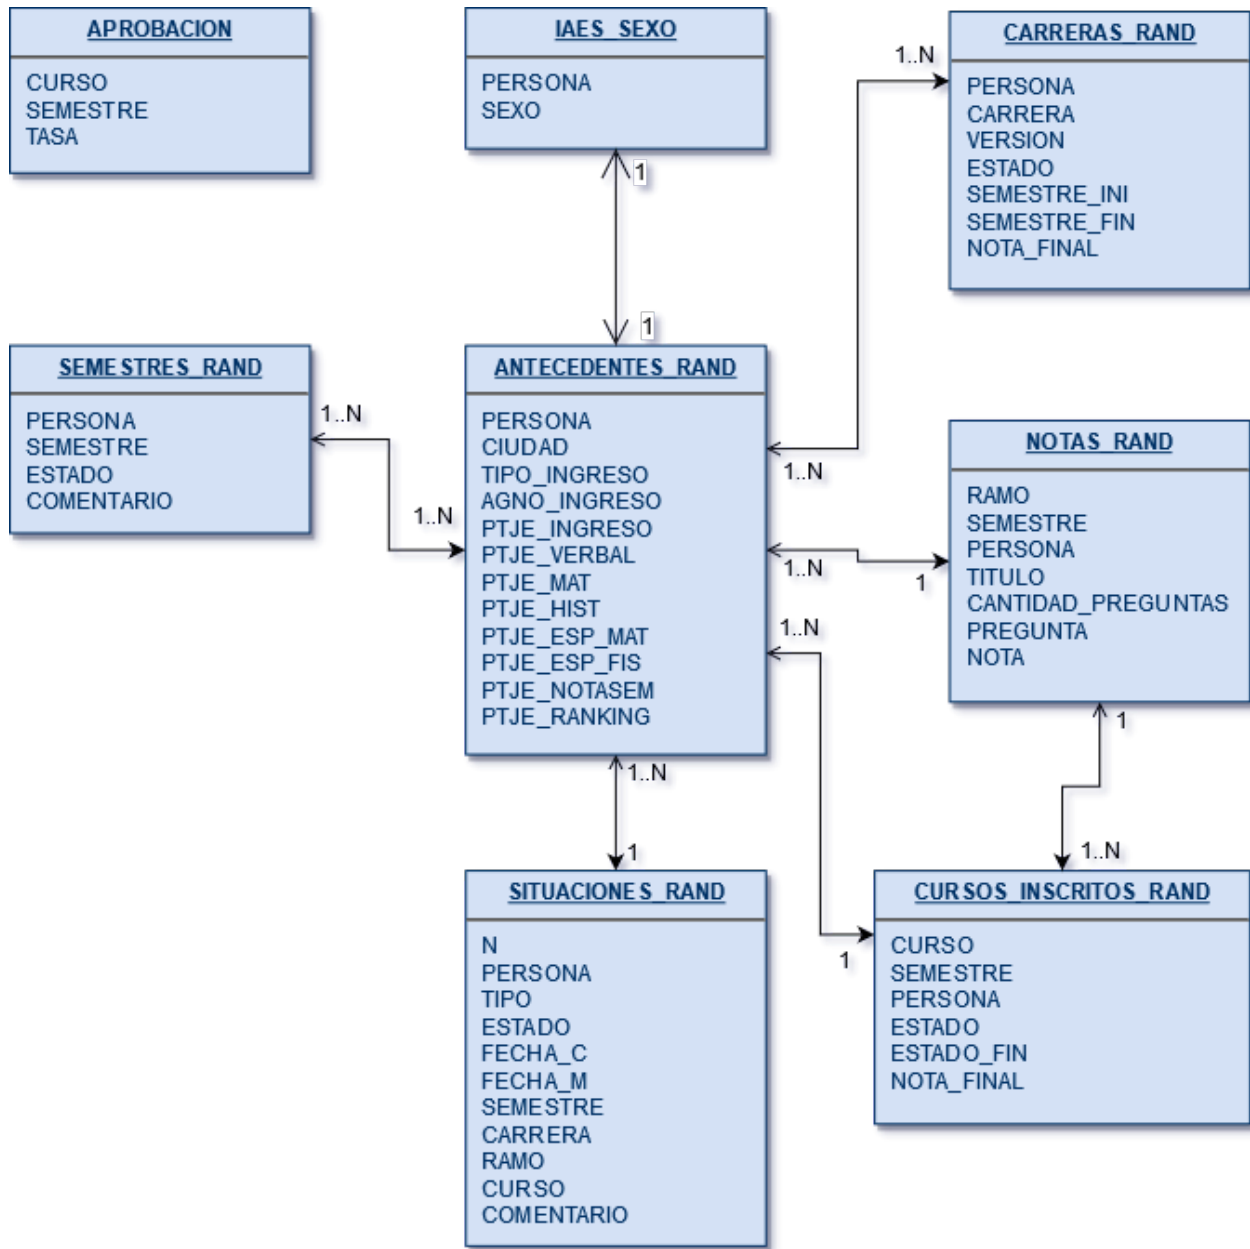 APROBACION
CURSO
SEMESTRE
TASA
IAES_SEXO
PERSONA
SEXO
1
1
CARRERAS_RAND
PERSONA
CARRERA
VERSION
ESTADO
SEMESTRE_INI
SEMESTRE_FIN
NOTA_FINAL
1..N
1..N
SEMESTRES_RAND
PERSONA
SEMESTRE
ESTADO
COMENTARIO
1..N
1..N
ANTECEDENTES_RAND
PERSONA
CIUDAD
TIPO_INGRESO
AGNO_INGRESO
PTJE_INGRESO
PTJE_VERBAL
PTJE_MAT
PTJE_HIST
PTJE_ESP_MAT
PTJE_ESP_FIS
PTJE_NOTASEM
PTJE_RANKING
1..N
1
NOTAS_RAND
RAMO
SEMESTRE
PERSONA
TITULO
CANTIDAD_PREGUNTAS
PREGUNTA
NOTA
1..N
1
1
1..N
1..N
1
SITUACIONES_RAND
N
PERSONA
TIPO
ESTADO
FECHA_C
FECHA_M
SEMESTRE
CARRERA
RAMO
CURSO
COMENTARIO
CURSOS_INSCRITOS_RAND
CURSO
SEMESTRE
PERSONA
ESTADO
ESTADO_FIN
NOTA_FINAL